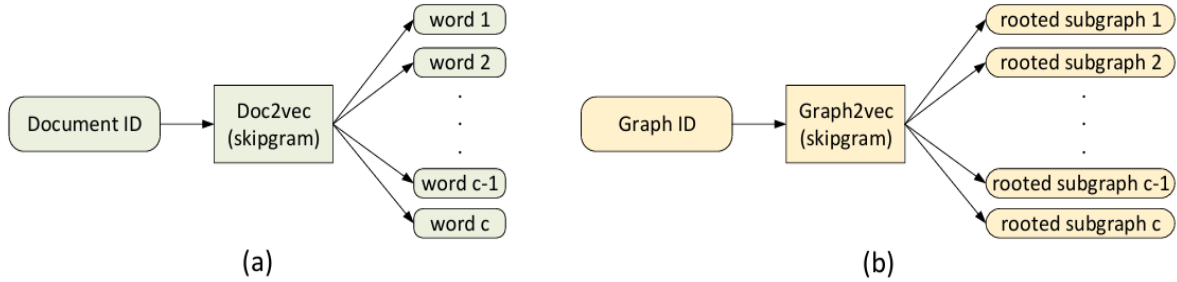 Document ID
Doc2vec
(skipgram)
word 1
word 2
word c-1
word c
(a)
Graph ID
Graph2vec
(skipgram)
rooted subgraph 1
rooted subgraph 2
rooted subgraph c-1
rooted subgraph c
(b)